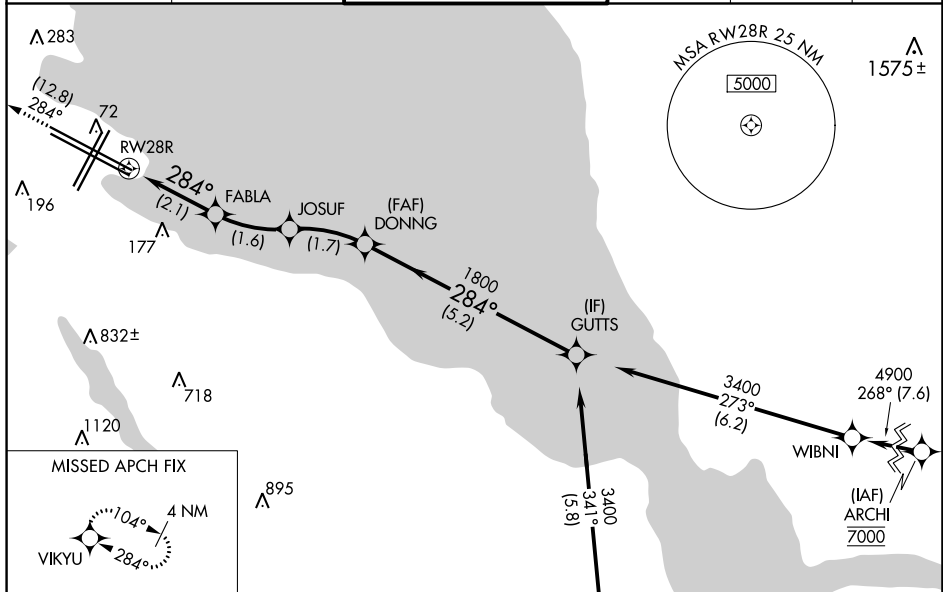 283
MSA RW28R 25 NM
5000
1575±
(12.8)
284°
72
RW28R
196
284°
(2.1)
FABLA
(1.6)
JOSUF
(1.7)
(FAF)
DONNG
177
1800
284°
(5.2)
(IF)
GUTTS
832±
718
1120
3400
273°
(6.2)
4900
268° (7.6)
WIBNI
(IAF)
ARCHI
7000
3400
341°
(5.8)
895
MISSED APCH FIX
104°
4 NM
VIKYU
284°